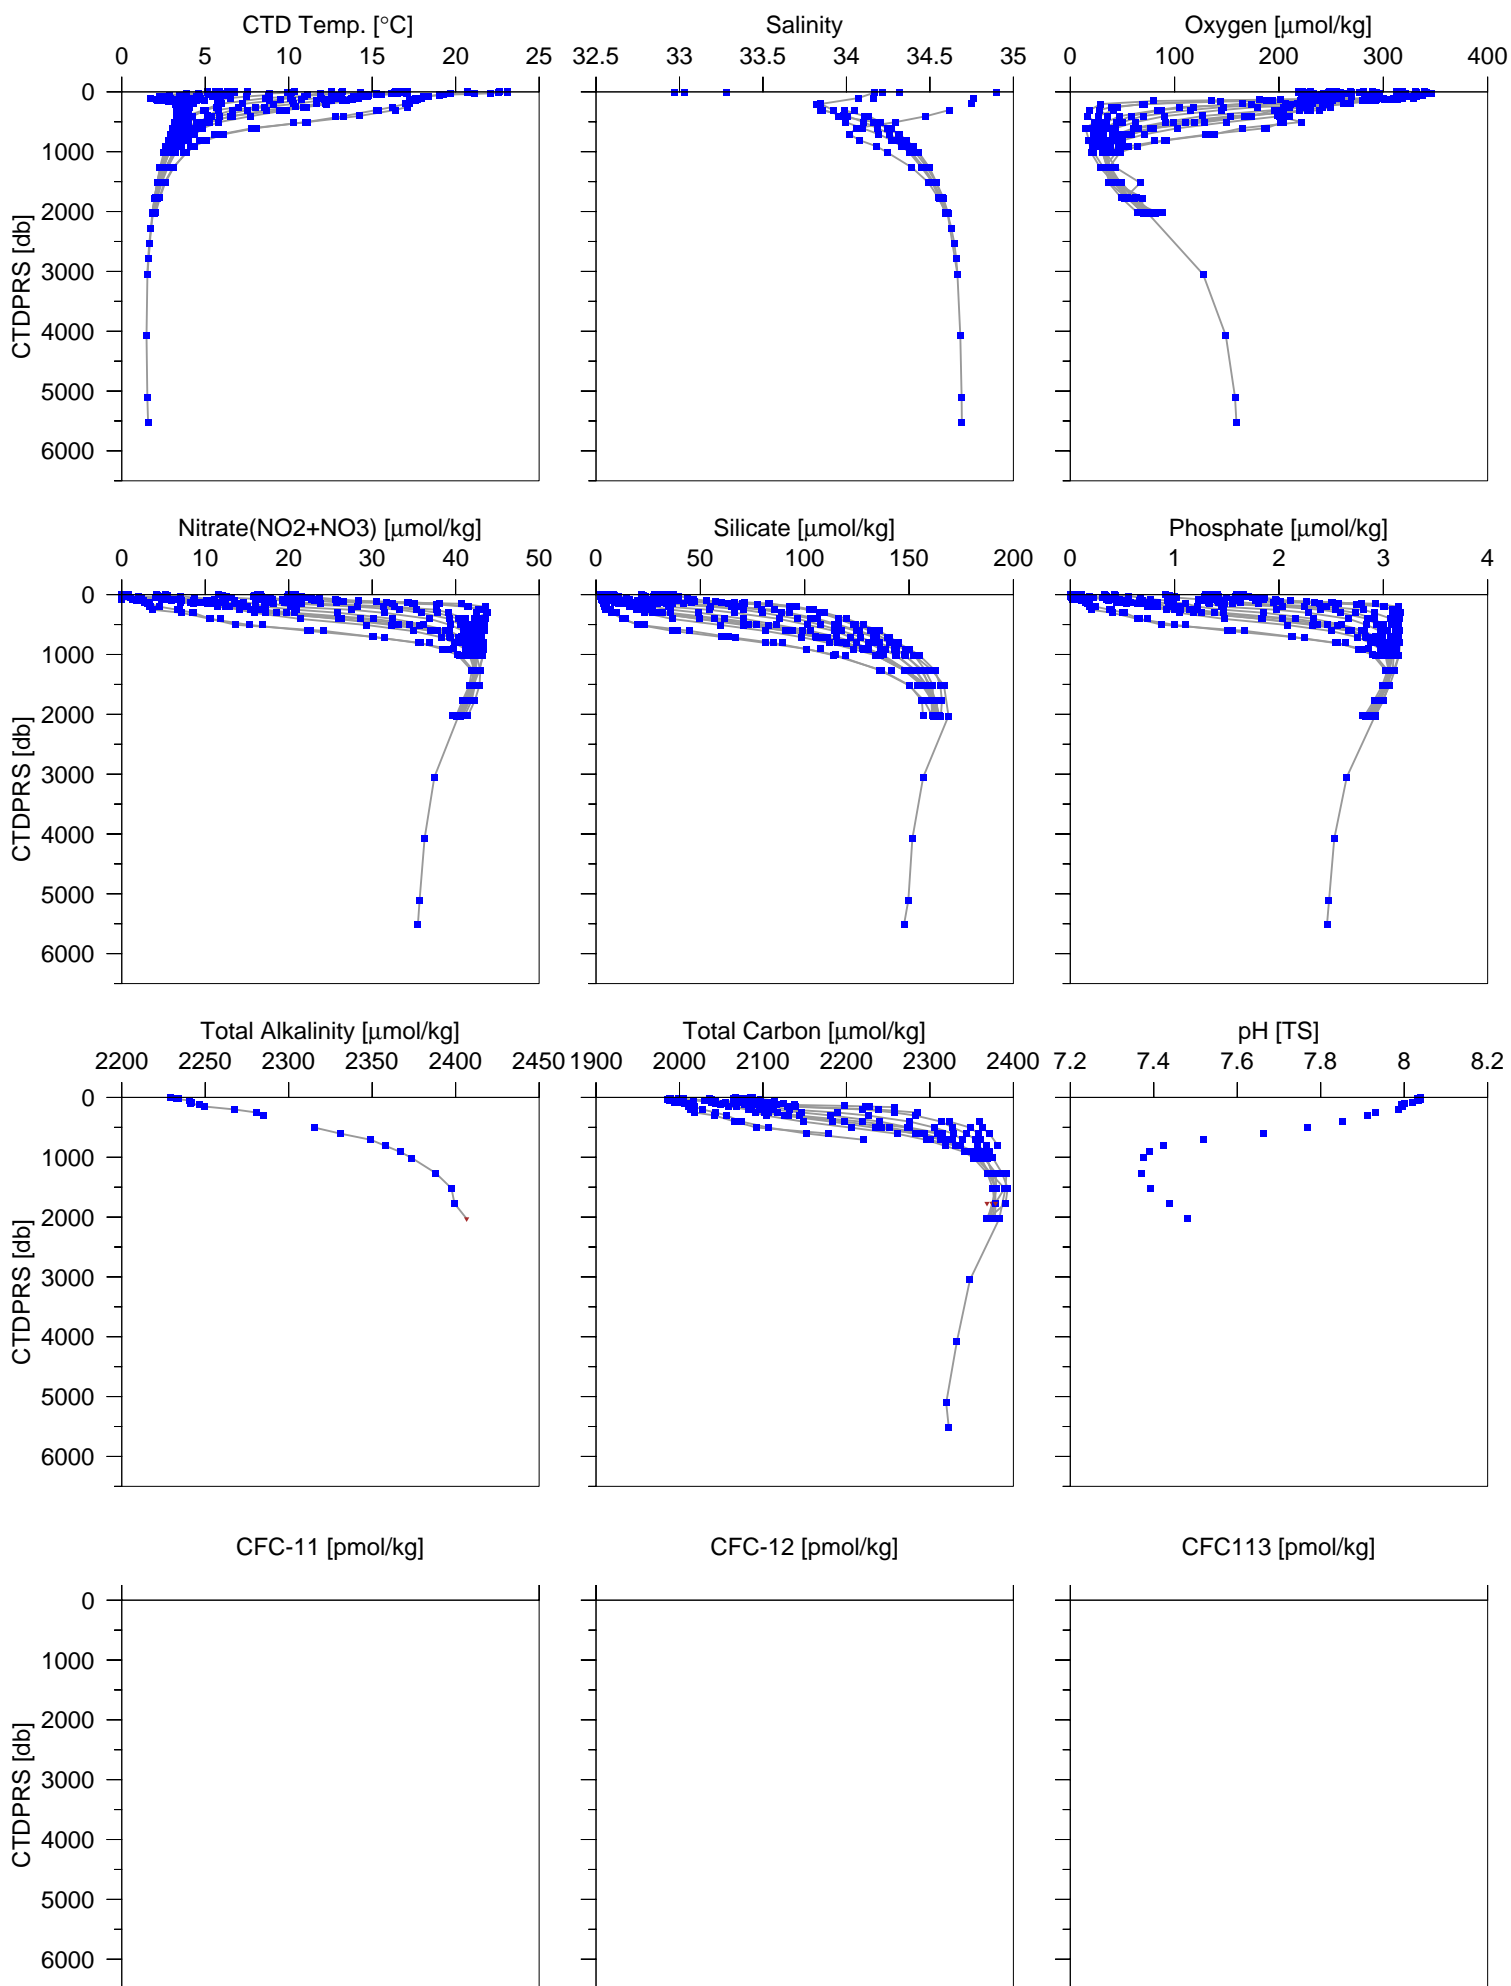 CTD Temp. [°C] Salinity Oxygen [μmol/kg]
0 5 10 15 20 25 32.5 33 33.5 34 34.5 35 0 100 200 300 400
0
1000
2000
3000
4000
5000
6000
CTDPRS [db]
Nitrate(NO2+NO3) [μmol/kg] Silicate [μmol/kg] Phosphate [μmol/kg]
0 10 20 30 40 50 0 50 100 150 200 0 1 2 3 4
0
1000
2000
3000
4000
5000
6000
CTDPRS [db]
Total Alkalinity [μmol/kg] Total Carbon [μmol/kg] pH [TS]
2200 2250 2300 2350 2400 2450 1900 2000 2100 2200 2300 2400 7.2 7.4 7.6 7.8 8 8.2
0
1000
2000
3000
4000
5000
6000
CTDPRS [db]
CFC-11 [pmol/kg] CFC-12 [pmol/kg] CFC113 [pmol/kg]
0
1000
2000
3000
4000
5000
6000
CTDPRS [db]